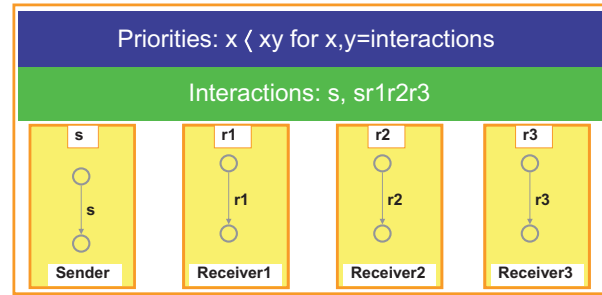 Priorities: x ⟨ xy for x,y=interactions
Interactions: s, sr1r2r3
s r1 r2 r3
s r1 r2 r3
Sender Receiver1 Receiver2 Receiver3